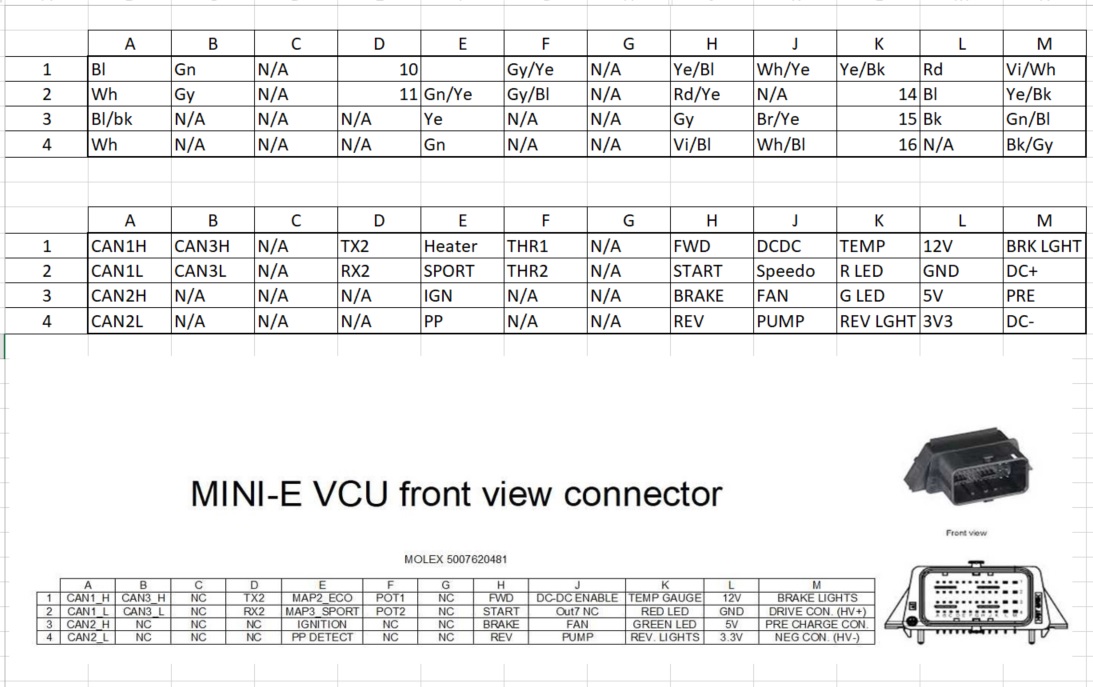 A B C D E F G H J K L M
1 Bl Gn N/A 10 Gy/Ye N/A Ye/Bl Wh/Ye Ye/Bk Rd Vi/Wh
2 Wh Gy N/A 11 Gn/Ye Gy/Bl N/A Rd/Ye N/A 14 Bl Ye/Bk
3 Bl/bk N/A N/A N/A Ye N/A N/A Gy Br/Ye 15 Bk Gn/Bl
4 Wh N/A N/A N/A Gn N/A N/A Vi/Bl Wh/Bl 16 N/A Bk/Gy
A B C D E F G H J K L M
1 CAN1H CAN3H N/A TX2 Heater THR1 N/A FWD DCDC TEMP 12V BRK LGHT
2 CAN1L CAN3L N/A RX2 SPORT THR2 N/A START Speedo R LED GND DC+
3 CAN2H N/A N/A N/A IGN N/A N/A BRAKE FAN G LED 5V PRE
4 CAN2L N/A N/A N/A PP N/A N/A REV PUMP REV LGHT 3V3 DC-
MINI-E VCU front view connector
Front view
MOLEX 5007620481
A B C D E F G H J K L M
1 CAN1_H CAN3_H NC TX2 MAP2_ECO POT1 NC FWD DC-DC ENABLE TEMP GAUGE 12V BRAKE LIGHTS
2 CAN1_L CAN3_L NC RX2 MAP3_SPORT POT2 NC START Out7 NC RED LED GND DRIVE CON. (HV+)
3 CAN2_H NC NC NC IGNITION NC NC BRAKE FAN GREEN LED 5V PRE CHARGE CON.
4 CAN2_L NC NC NC PP DETECT NC NC REV PUMP REV. LIGHTS 3.3V NEG CON. (HV-)